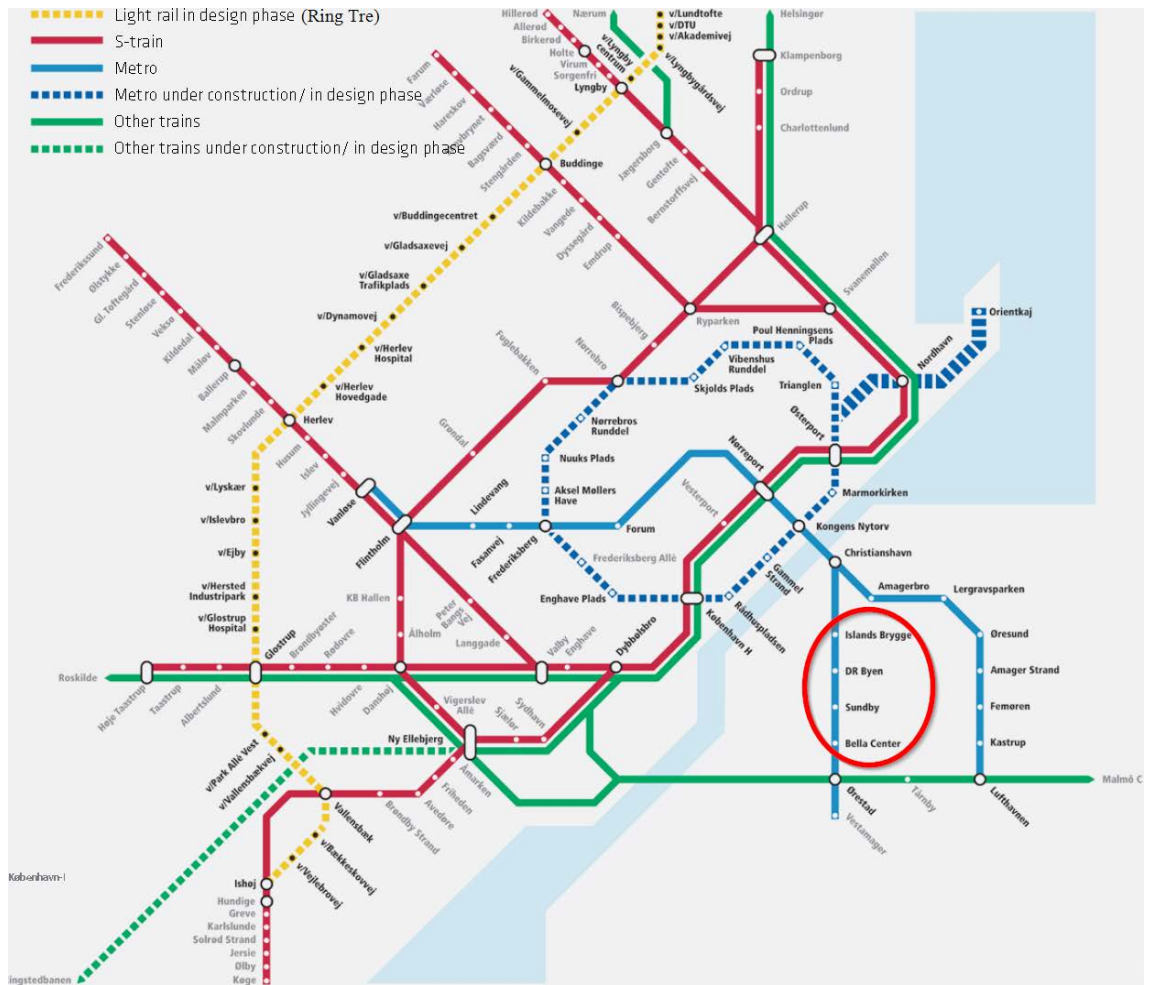 Light rail in design phase (Ring Tre)
S-train
Metro
Metro under construction/ in design phase
Other trains
Other trains under construction/ in design phase
Hillerød
Allerød
Birkerød
Holte
Virum
Sorgenfri
Lyngby
Nærum
v/Lyngby
centrum
v/Lundtofte
v/DTU
v/Akademivej
v/Lyngbygårdsvej
Helsingør
Klampenborg
Ordrup
Charlottenlund
Hellerup
Jægersborg
Gentofte
Bernstorffsvej
v/Gammelmosevej
Farum
Værløse
Hareskov
Bagsværd
Stengården
Buddinge
Kildebakke
Vangede
Dyssegård
Emdrup
v/Buddingecentret
v/Gladsaxevej
v/Gladsaxe
Trafikplads
v/Dynamovej
v/Herlev
Hospital
v/Herlev
Hovedgade
Frederikssund
Ølstykke
Gl. Toftegård
Stenløse
Veksø
Kildedal
Måløv
Ballerup
Malmparken
Skovlunde
Herlev
Husum
Islev
Jyllingevej
Vanløse
Flintholm
Svanemøllen
Ryparken
Bispebjerg
Nørrebro
Fuglebakken
Grøndal
Poul Henningsens
Plads
Vibenshus
Runddel
Skjolds Plads
Trianglen
Nordhavn
Orientkaj
Østerport
Nørrebros
Runddel
Nuuks Plads
Aksel Møllers
Have
Lindevang
Fasanvej
Frederiksberg
Forum
Nørreport
Vesterport
Marmorkirken
Kongens Nytorv
Christianshavn
Frederiksberg Allè
Gammel
Strand
Rådhuspladsen
København H
Enghave Plads
Amagerbro
Lergravsparken
v/Lyskær
v/Islevbro
v/Ejby
v/Hersted
Industripark
v/Glostrup
Hospital
KB Hallen
Ålholm
Peter
Bangs
Vej
Langgade
Valby
Enghave
Dybbølsbro
Islands Brygge
DR Byen
Sundby
Bella Center
Øresund
Amager Strand
Femøren
Kastrup
Roskilde
Høje Taastrup
Taastrup
Albertslund
Glostrup
Brøndbyøster
Rødovre
Hvidovre
Danshøj
Vigerslev
Allé
Sjælør
Sydhavn
Ny Ellebjerg
Åmarken
Friheden
Avedøre
Brøndby Strand
Vallensbæk
v/Park Allè Vest
v/Vallensbækvej
v/Bækkeskovvej
v/Vejlebrovej
Ørestad
Vestamager
Tårnby
Lufthavnen
Malmö C
København-
Ishøj
Hundige
Greve
Karlslunde
Solrød Strand
Jersie
Ølby
Køge
ingstedbanen